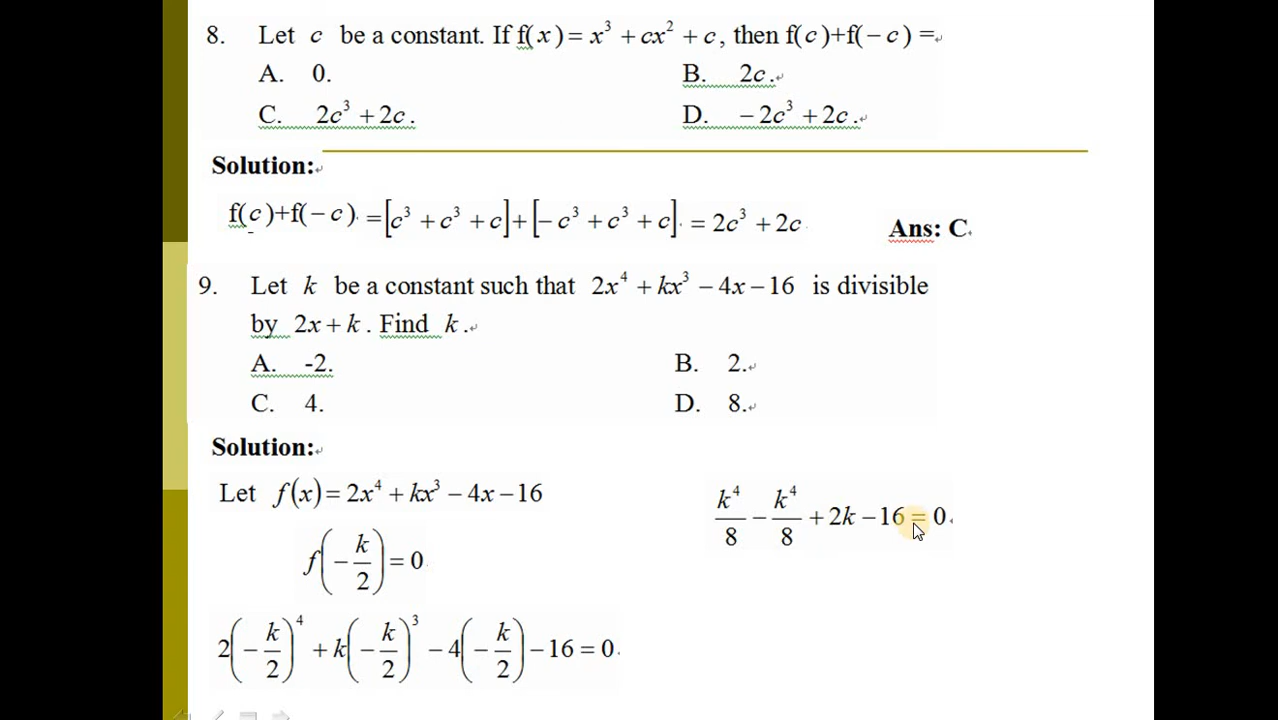 8. Let c be a constant. If f(x) = x³ + cx² + c, then f(c)+f(−c) =
A. 0.
B. 2c.
C. 2c³ + 2c.
D. −2c³ + 2c.
Solution:
f(c)+f(−c) = [c³ + c³ + c] + [−c³ + c³ + c] = 2c³ + 2c
Ans: C
9. Let k be a constant such that 2x⁴ + kx³ − 4x − 16 is divisible
by 2x + k. Find k.
A. -2.
B. 2.
C. 4.
D. 8.
Solution:
Let f(x) = 2x⁴ + kx³ − 4x − 16
f(−k/2) = 0
2(−k/2)⁴ + k(−k/2)³ − 4(−k/2) − 16 = 0
k⁴/8 − k⁴/8 + 2k − 16 = 0